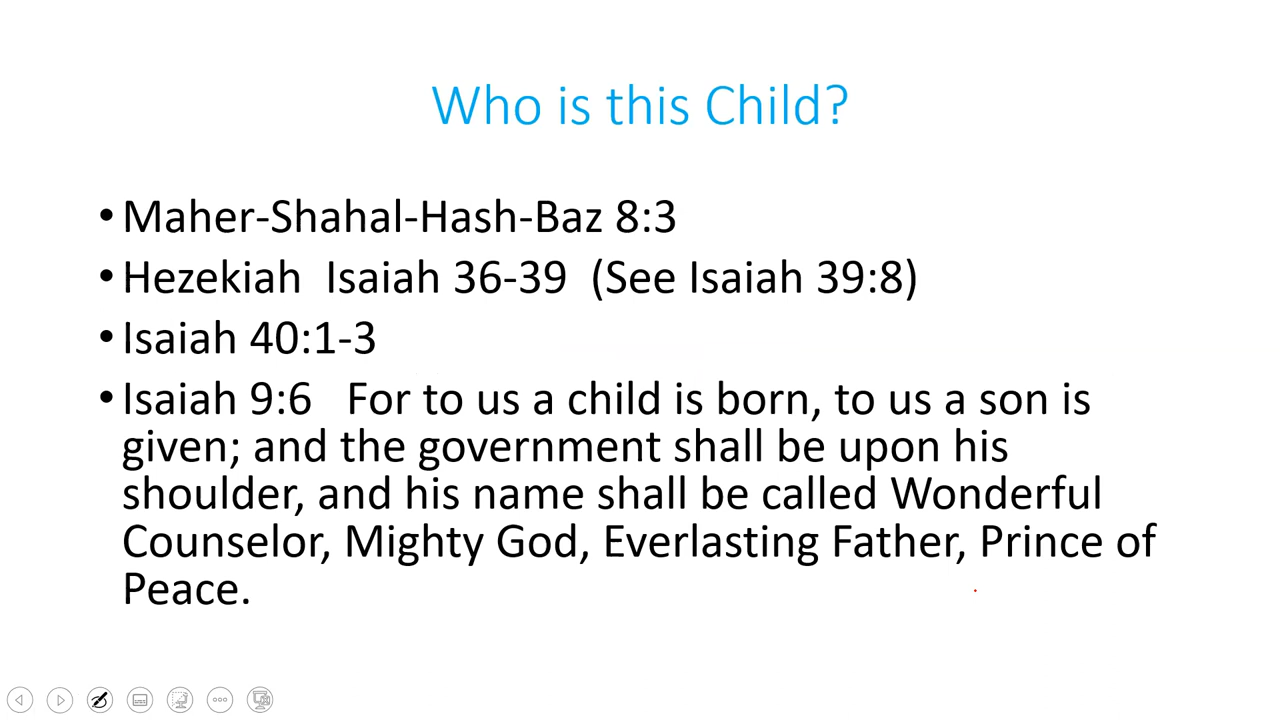 Who is this Child?
• Maher-Shahal-Hash-Baz 8:3
• Hezekiah  Isaiah 36-39  (See Isaiah 39:8)
• Isaiah 40:1-3
• Isaiah 9:6   For to us a child is born, to us a son is
given; and the government shall be upon his
shoulder, and his name shall be called Wonderful
Counselor, Mighty God, Everlasting Father, Prince of
Peace.